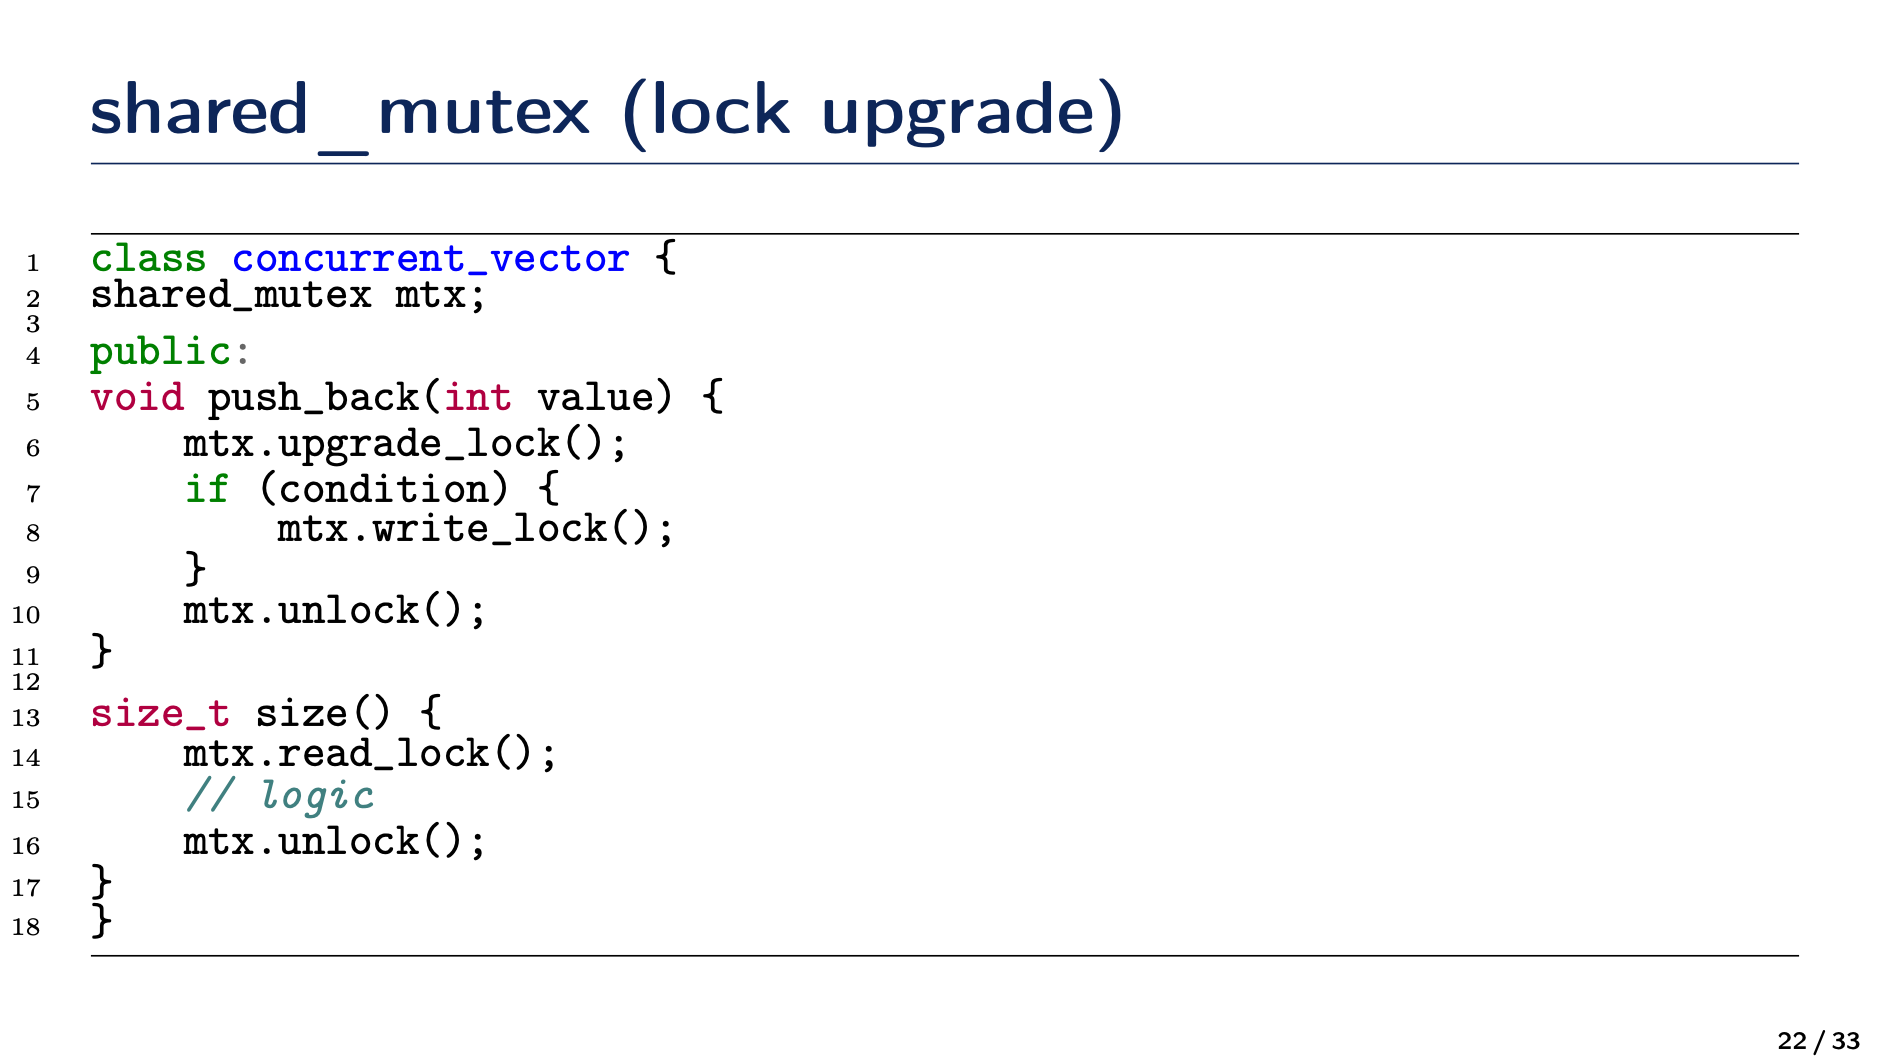 shared_mutex (lock upgrade)
1 class concurrent_vector {
2 shared_mutex mtx;
3
4 public:
5 void push_back(int value) {
6     mtx.upgrade_lock();
7     if (condition) {
8         mtx.write_lock();
9     }
10     mtx.unlock();
11 }
12
13 size_t size() {
14     mtx.read_lock();
15     // logic
16     mtx.unlock();
17 }
18 }
22 / 33